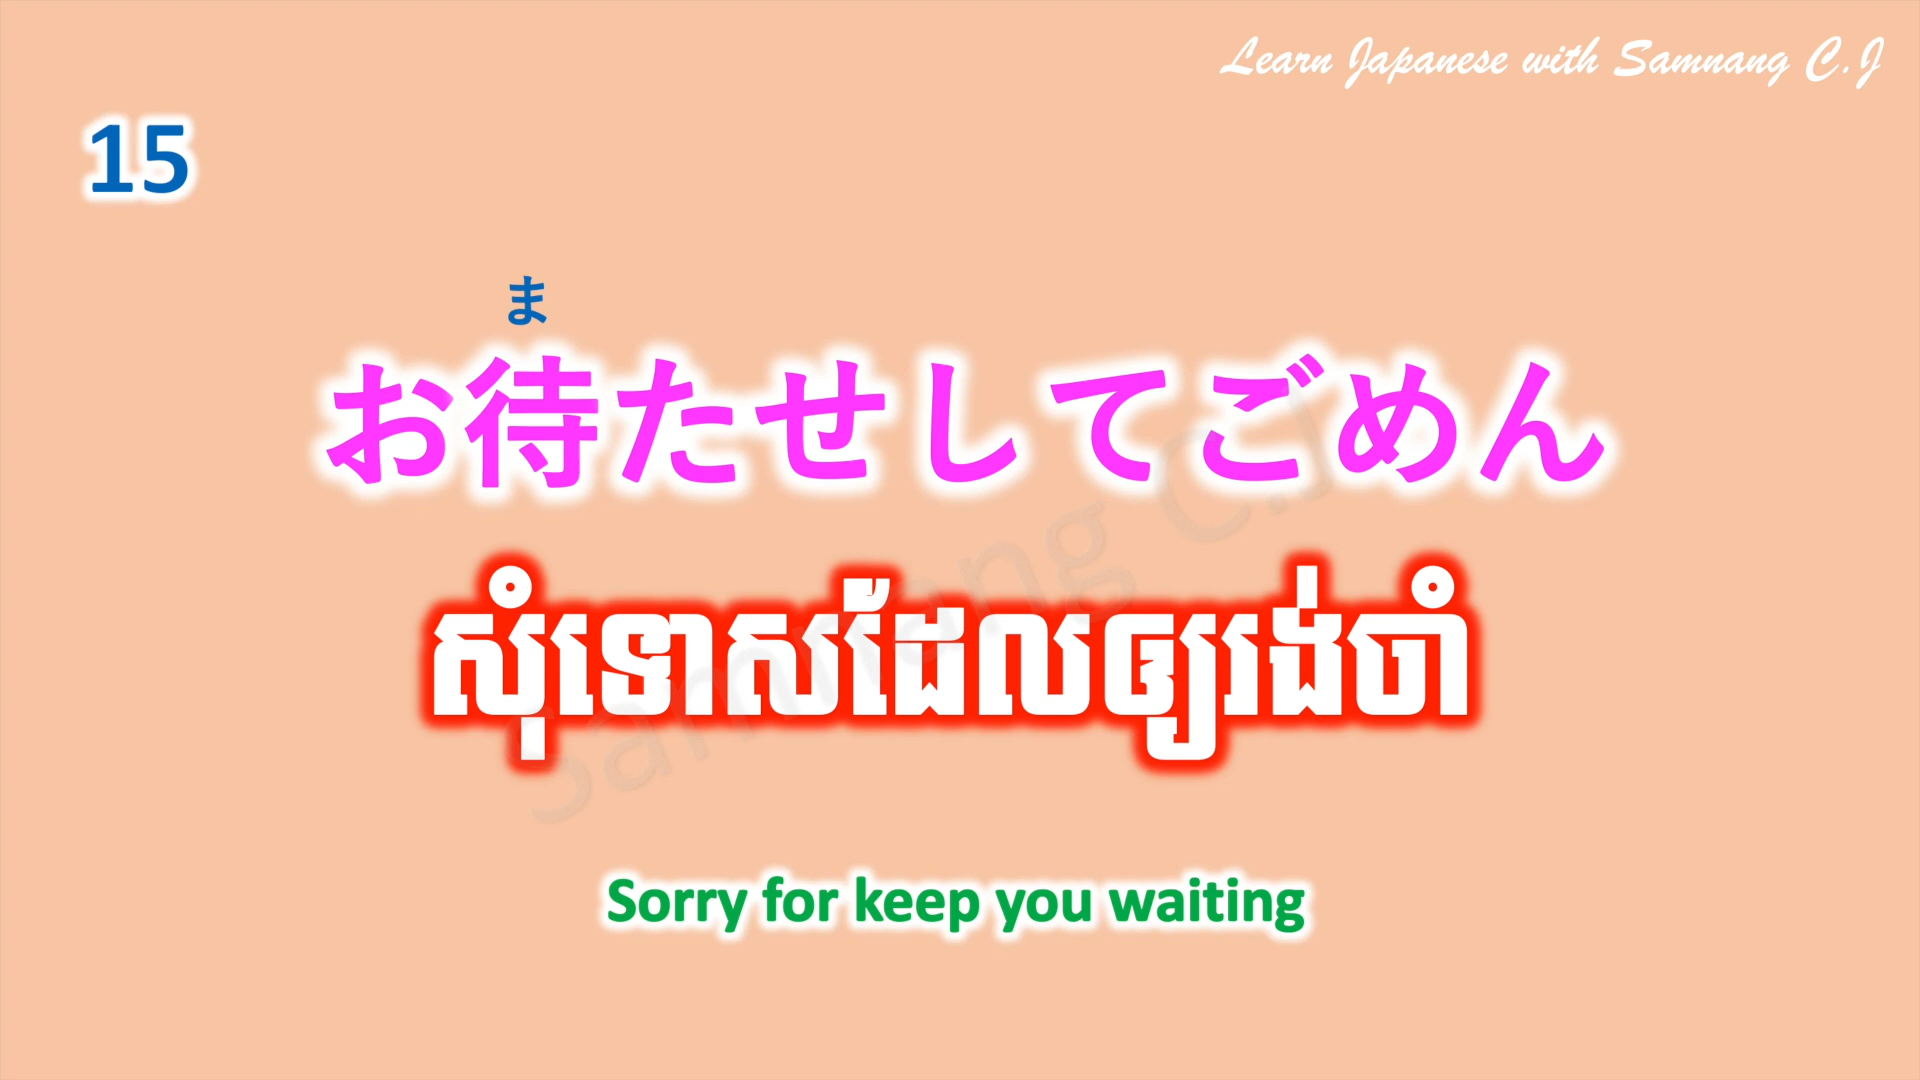 Learn Japanese with Samnang C.J
15
ま
お待たせしてごめん
សុំទោសដែលឲ្យរង់ចាំ
Samnang C.J
Sorry for keep you waiting